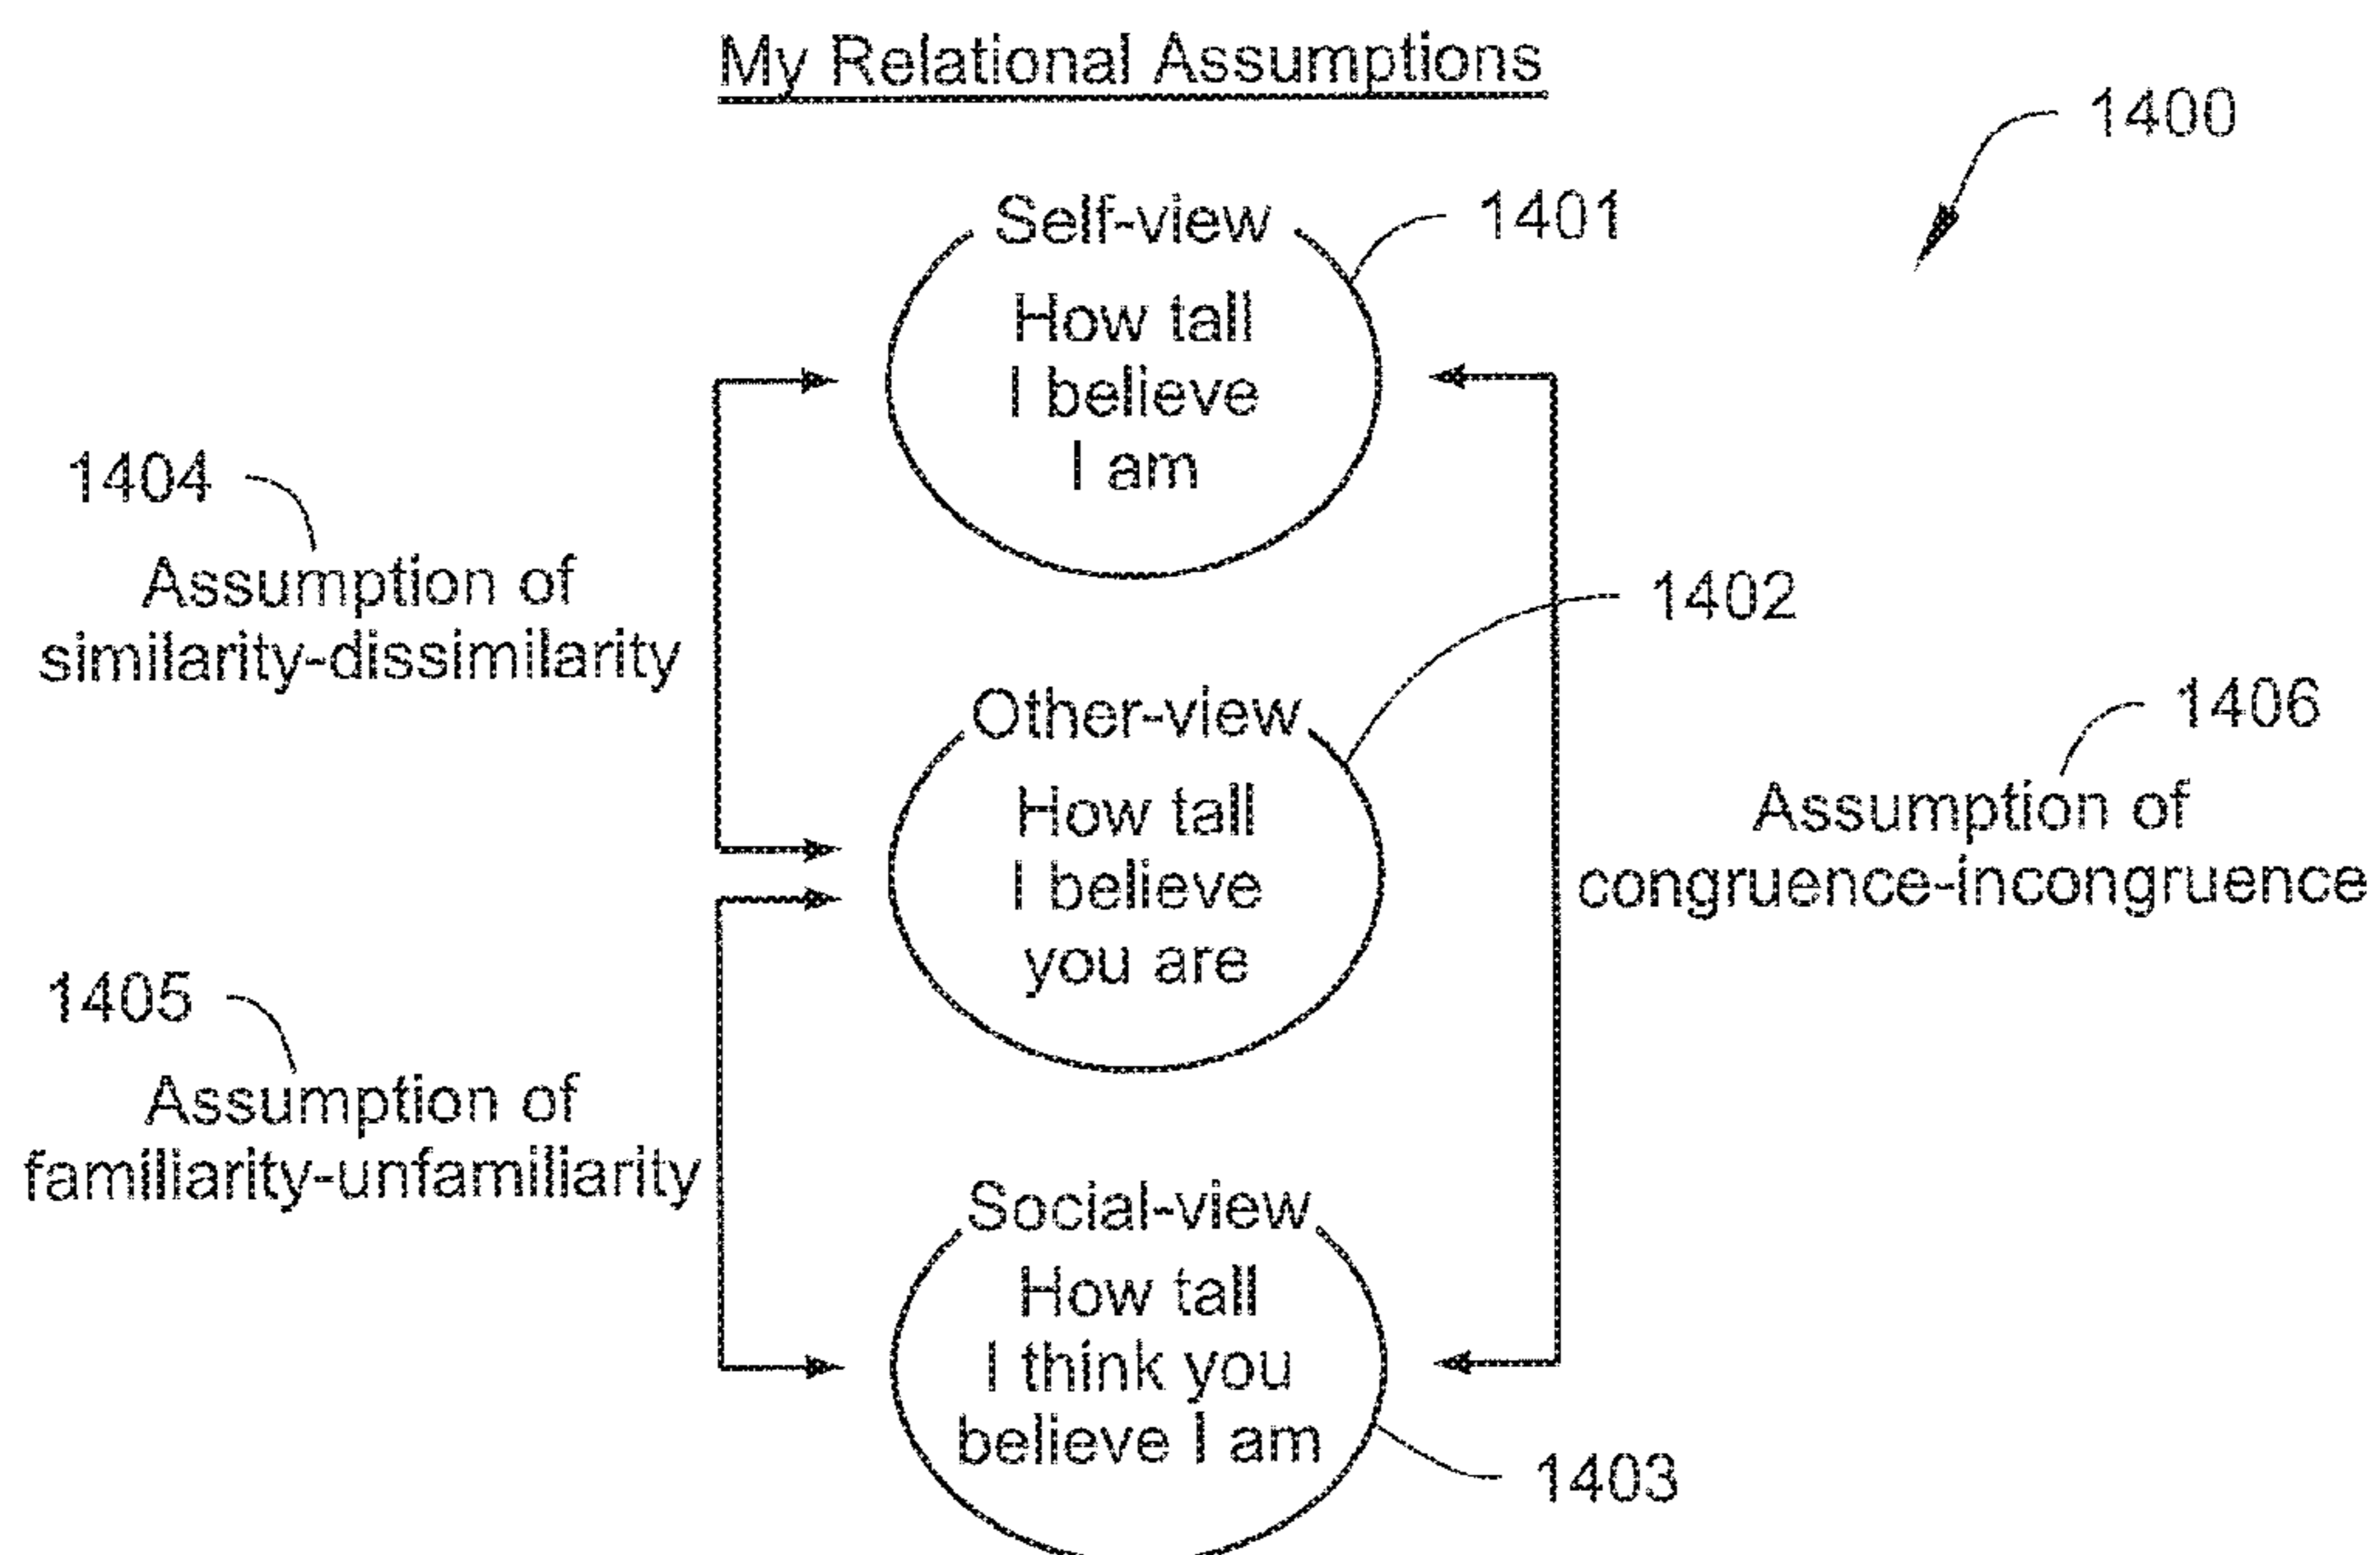 My Relational Assumptions
1400
Self-view
1401
How tall
I believe
I am
1404
Assumption of
similarity-dissimilarity
1402
Other-view
How tall
I believe
you are
1406
Assumption of
congruence-incongruence
1405
Assumption of
familiarity-unfamiliarity
Social-view
How tall
I think you
believe I am
1403